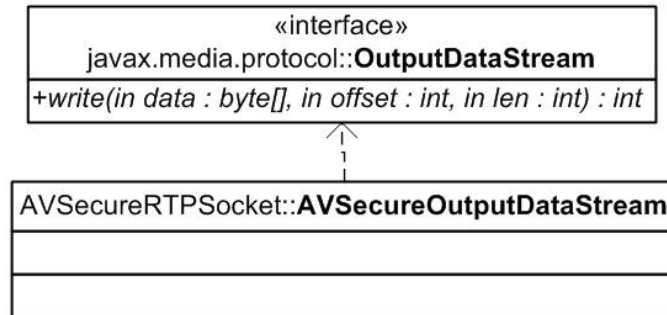 «interface»
javax.media.protocol::OutputDataStream
+write(in data : byte[], in offset : int, in len : int) : int
AVSecureRTPSocket::AVSecureOutputDataStream